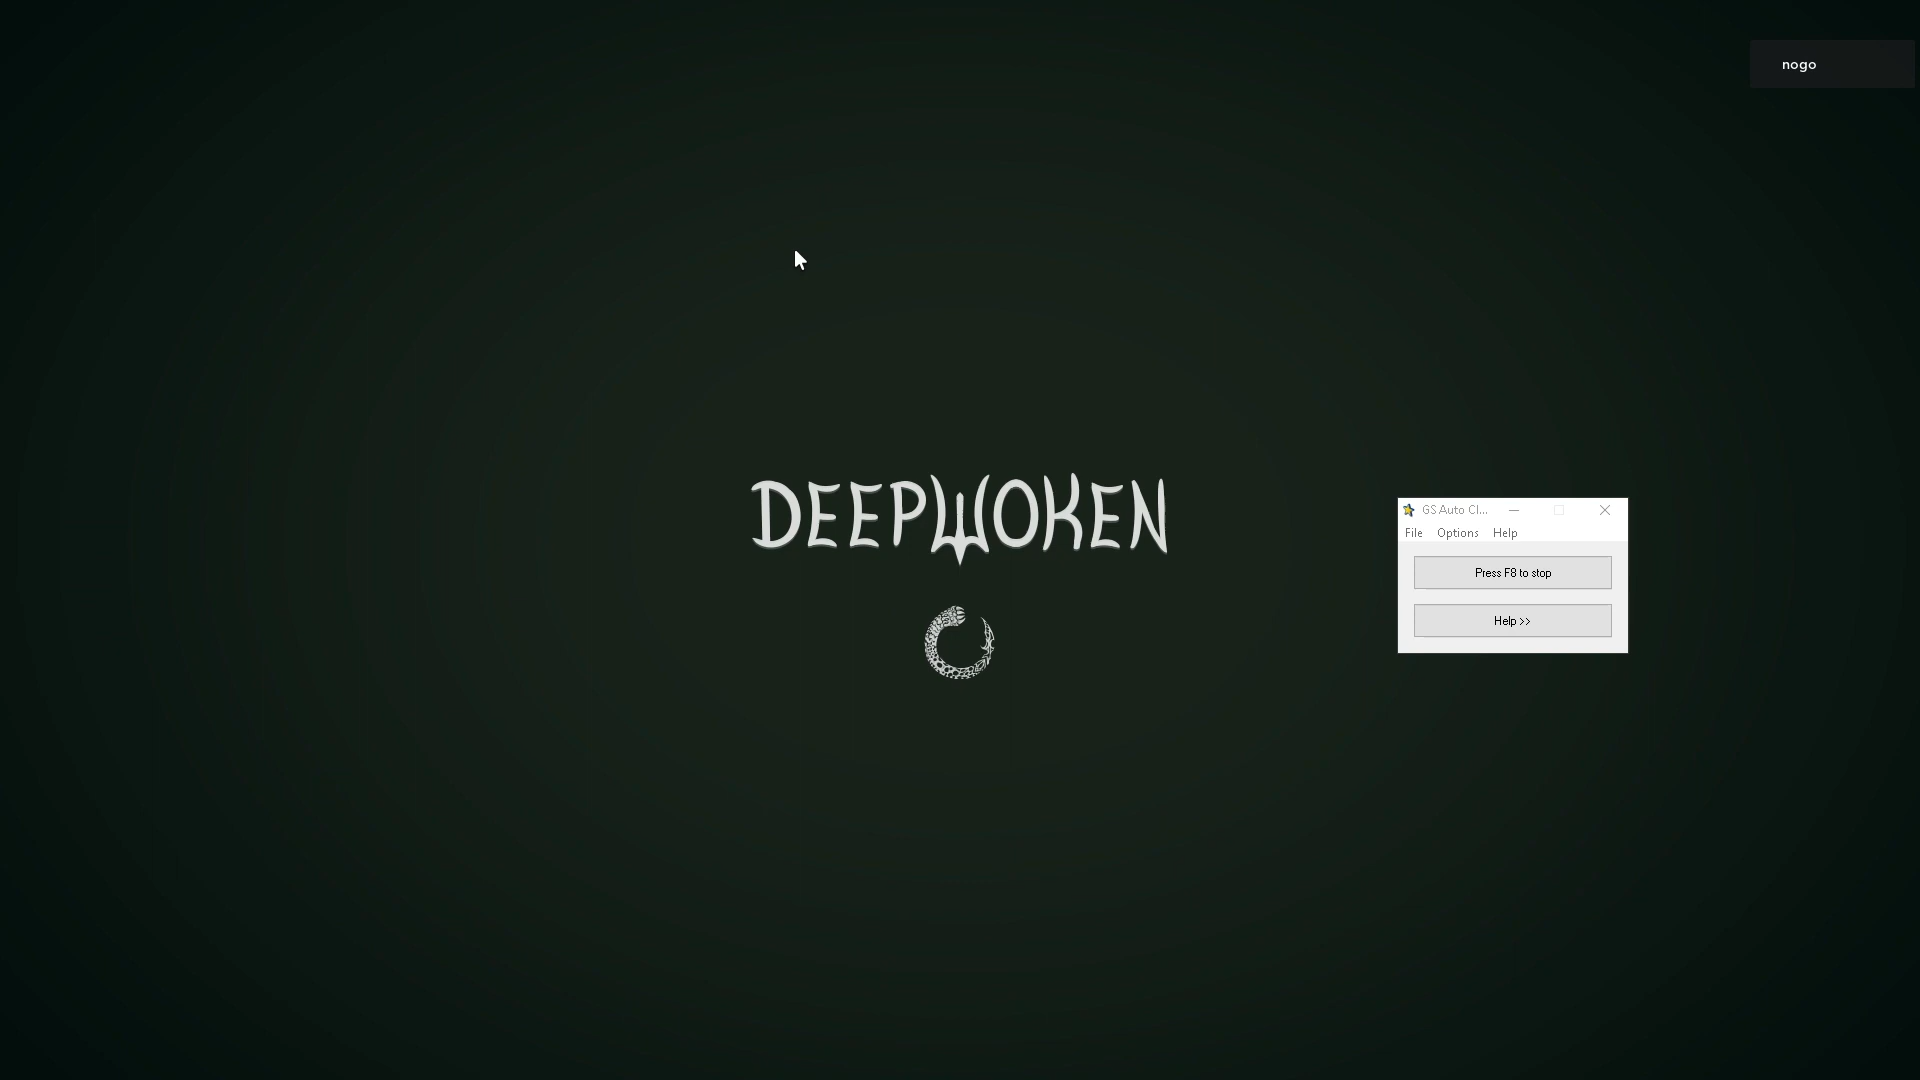 nogo
DEEPWOKEN
GS Auto Cl...
File Options Help
Press F8 to stop
Help >>